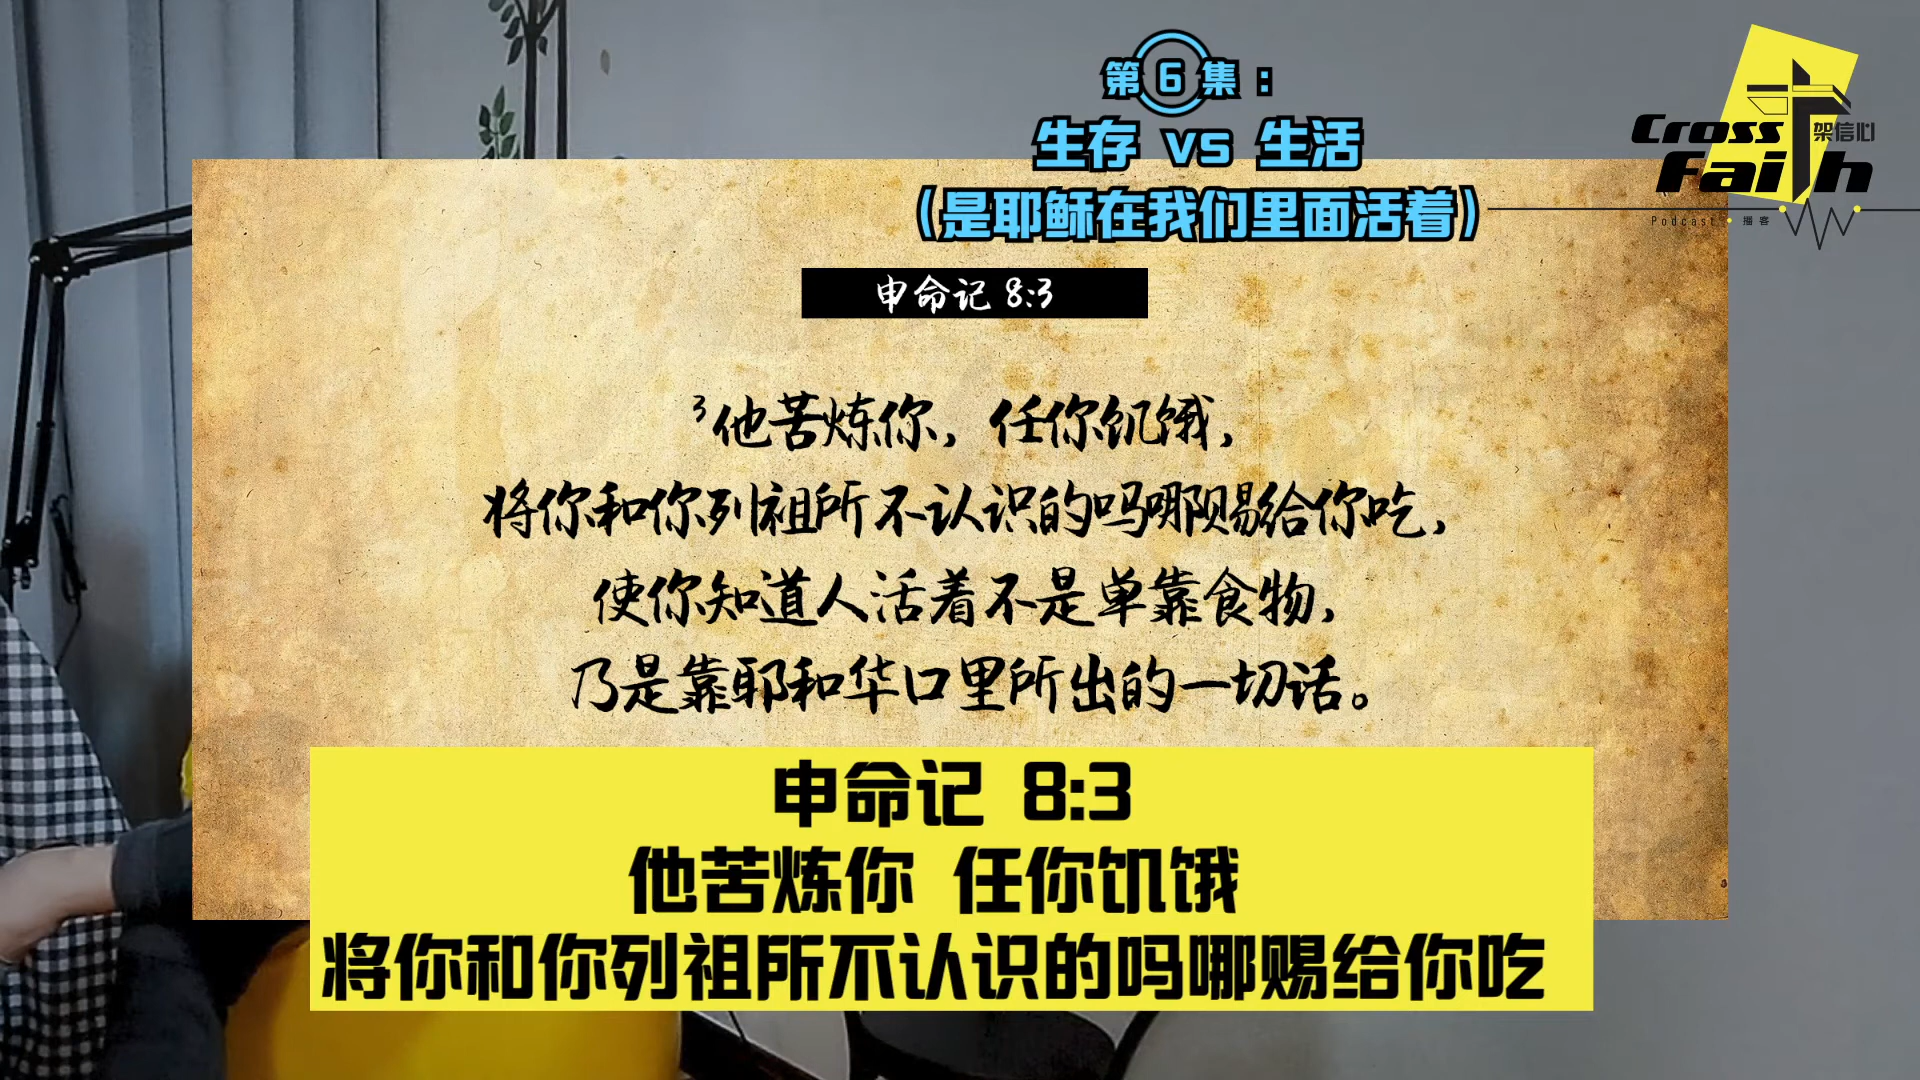 第 6 集：
生存 vs 生活
（是耶稣在我们里面活着）
Cross 架信心
Faith
Podcast • 播客
申命记 8:3
3他苦炼你，任你饥饿，
将你和你列祖所不认识的吗哪赐给你吃，
使你知道人活着不是单靠食物，
乃是靠耶和华口里所出的一切话。
申命记 8:3
他苦炼你 任你饥饿
将你和你列祖所不认识的吗哪赐给你吃